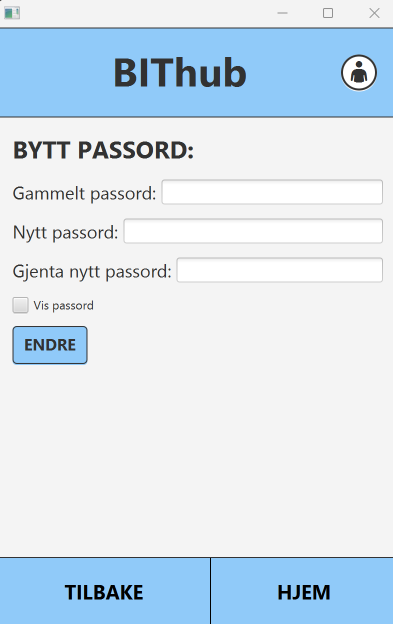 BIThub
BYTT PASSORD:
Gammelt passord:
Nytt passord:
Gjenta nytt passord:
Vis passord
ENDRE
TILBAKE HJEM